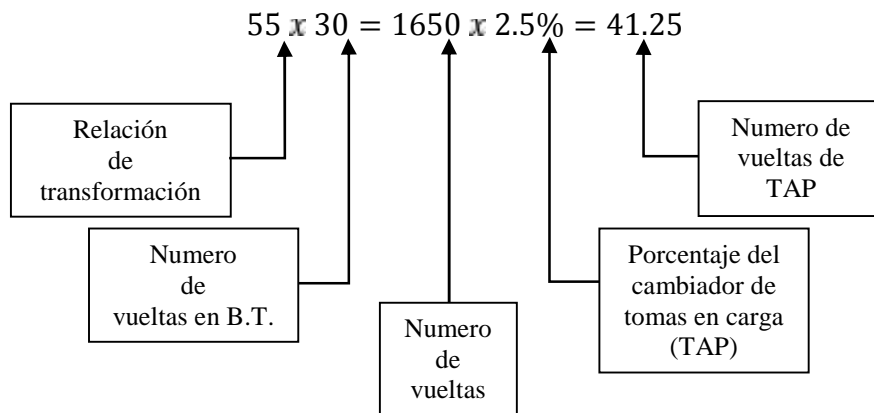 55 x 30 = 1650 x 2.5% = 41.25
Relación
de
transformación
Numero de
vueltas de
TAP
Numero
de
vueltas en B.T.
Porcentaje del
cambiador de
tomas en carga
(TAP)
Numero
de
vueltas